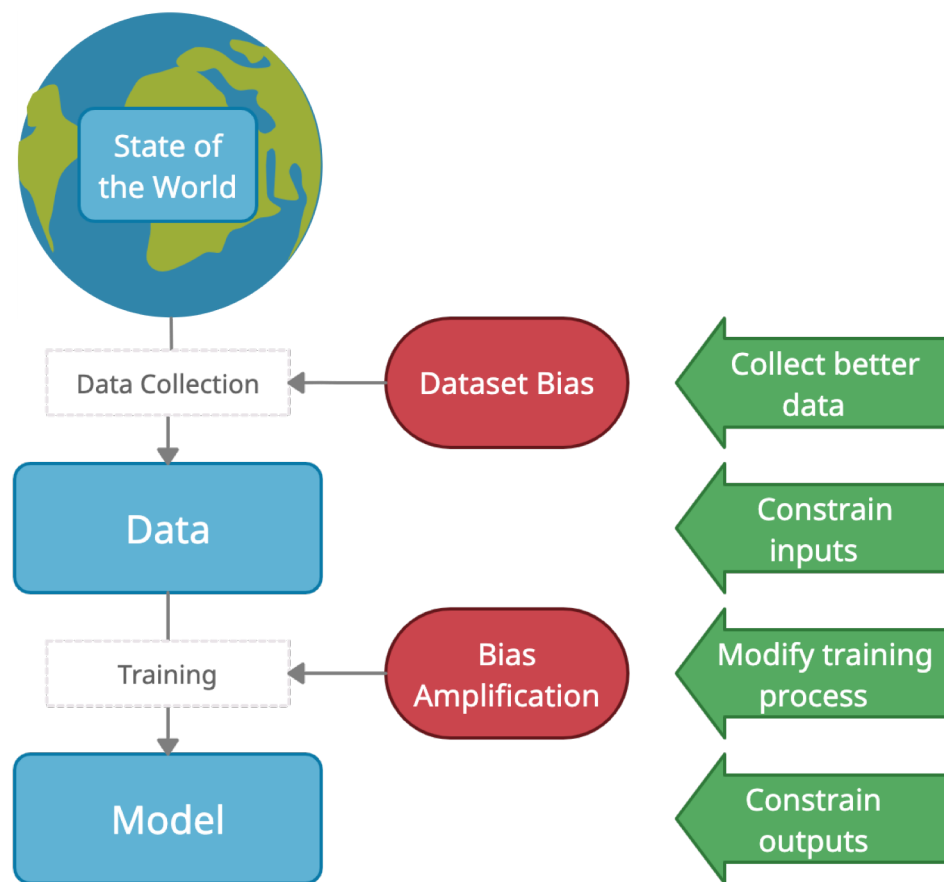 State of
the World
Data Collection
Dataset Bias
Collect better
data
Data
Constrain
inputs
Training
Bias
Amplification
Modify training
process
Model
Constrain
outputs